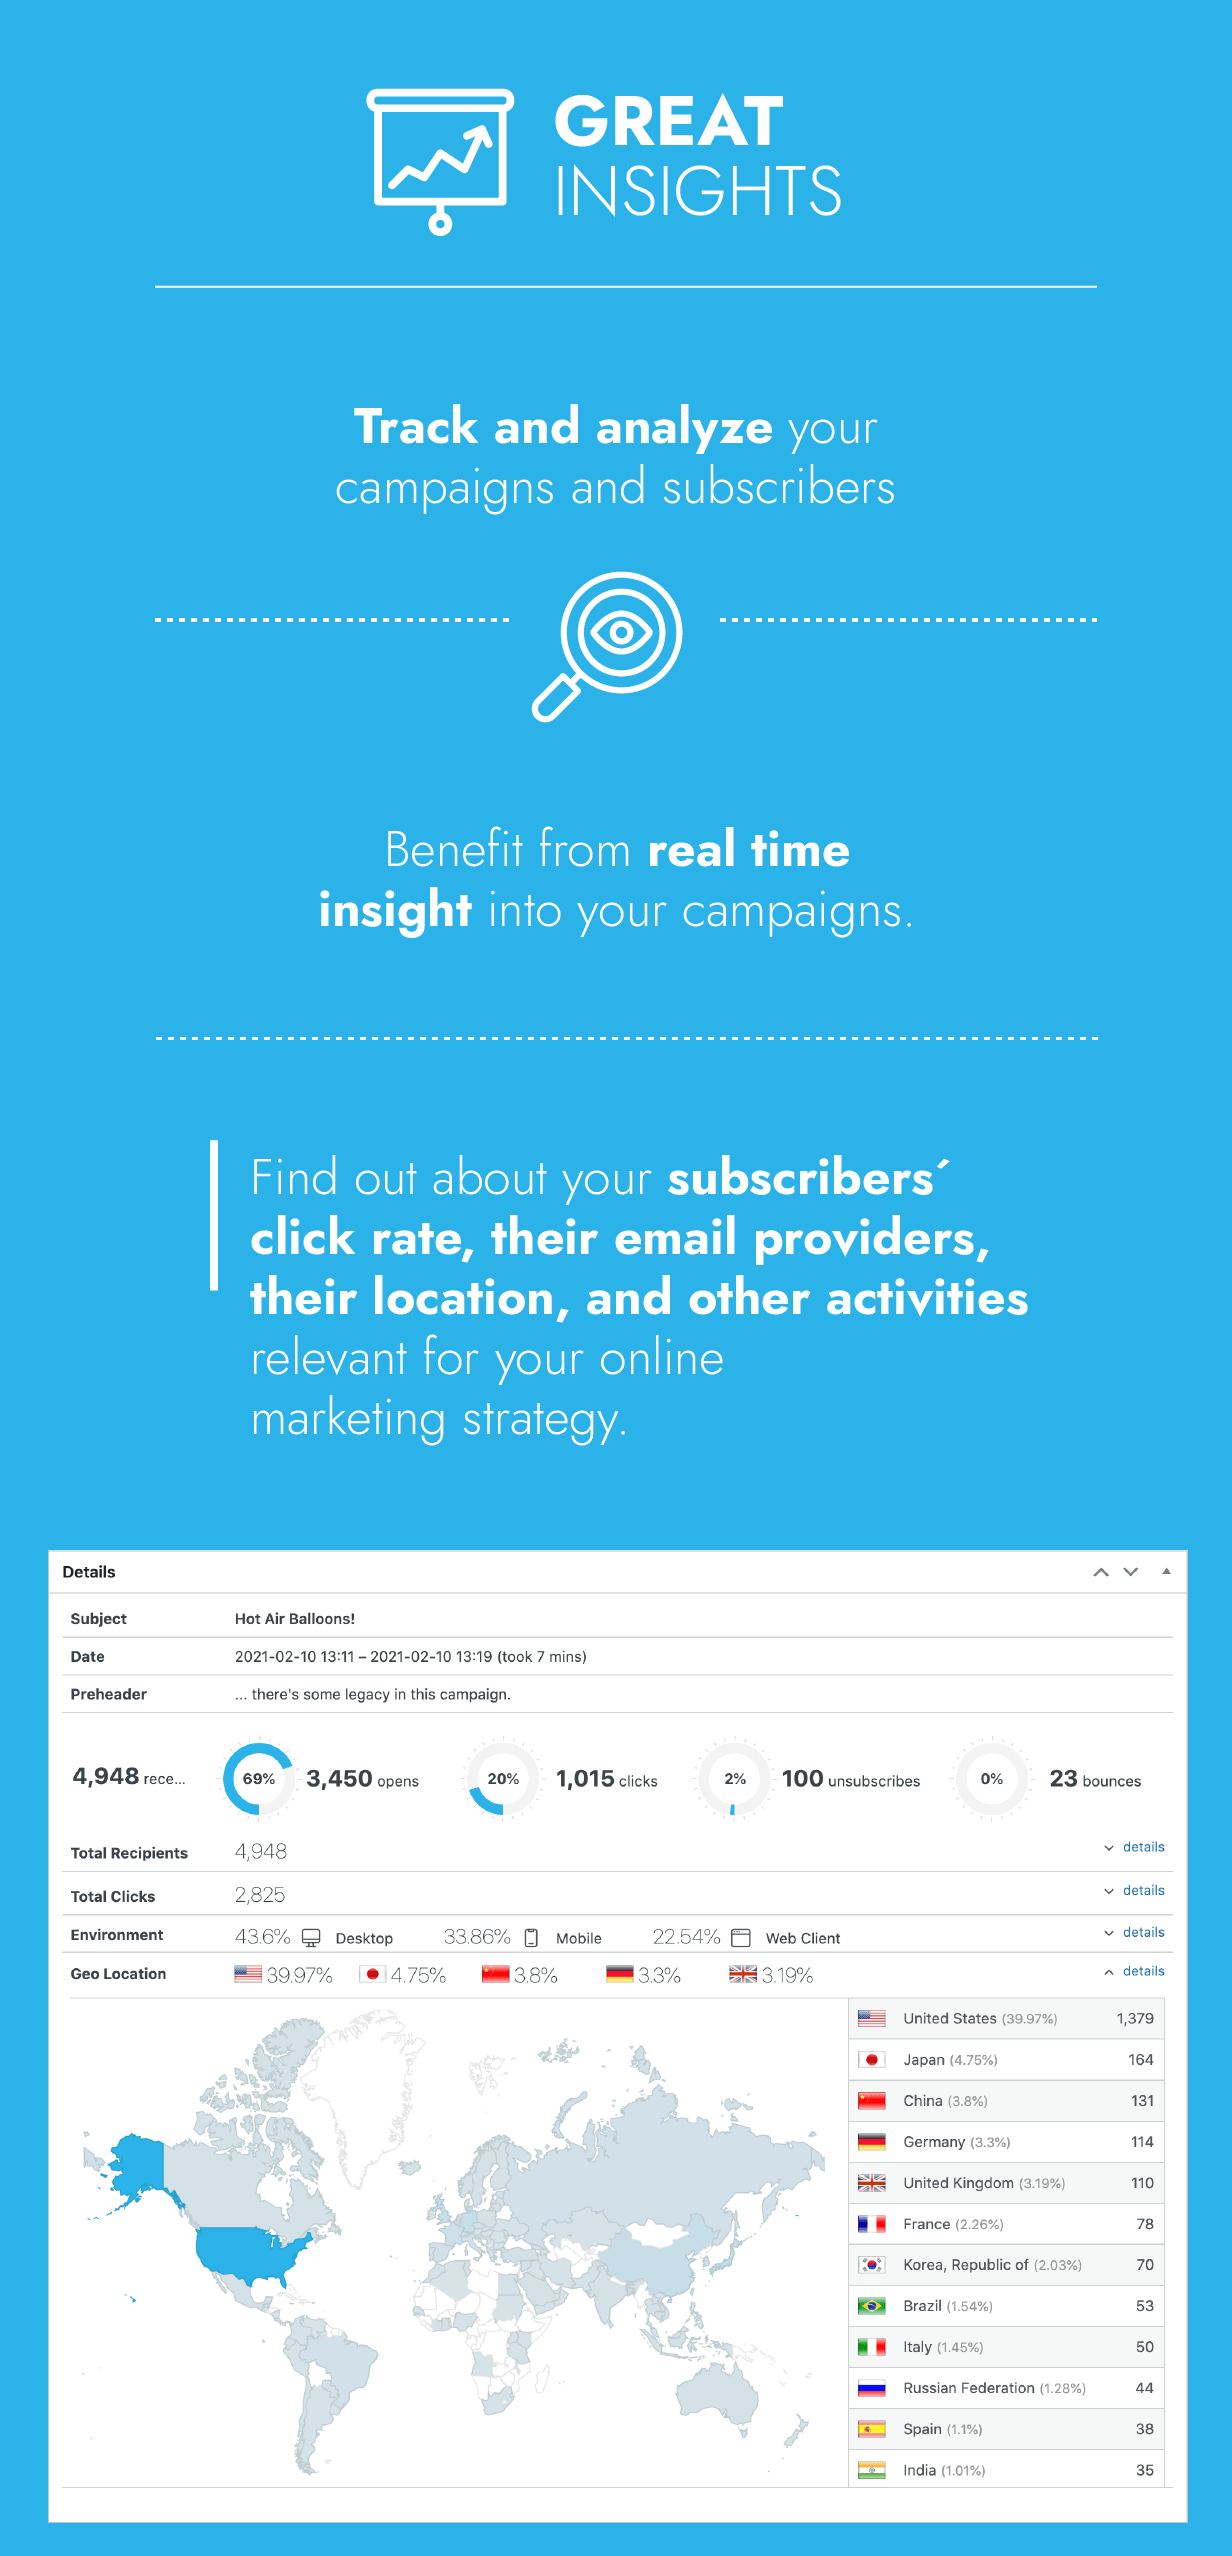 GREAT
INSIGHTS
Track and analyze your
campaigns and subscribers
Benefit from real time
insight into your campaigns.
Find out about your subscribers´
click rate, their email providers,
their location, and other activities
relevant for your online
marketing strategy.
Details
Subject Hot Air Balloons!
Date 2021-02-10 13:11 – 2021-02-10 13:19 (took 7 mins)
Preheader ... there's some legacy in this campaign.
4,948 rece... 69% 3,450 opens 20% 1,015 clicks 2% 100 unsubscribes 0% 23 bounces
Total Recipients 4,948 details
Total Clicks 2,825 details
Environment 43.6% Desktop 33.86% Mobile 22.54% Web Client details
Geo Location 39.97% 4.75% 3.8% 3.3% 3.19% details
United States (39.97%) 1,379
Japan (4.75%) 164
China (3.8%) 131
Germany (3.3%) 114
United Kingdom (3.19%) 110
France (2.26%) 78
Korea, Republic of (2.03%) 70
Brazil (1.54%) 53
Italy (1.45%) 50
Russian Federation (1.28%) 44
Spain (1.1%) 38
India (1.01%) 35